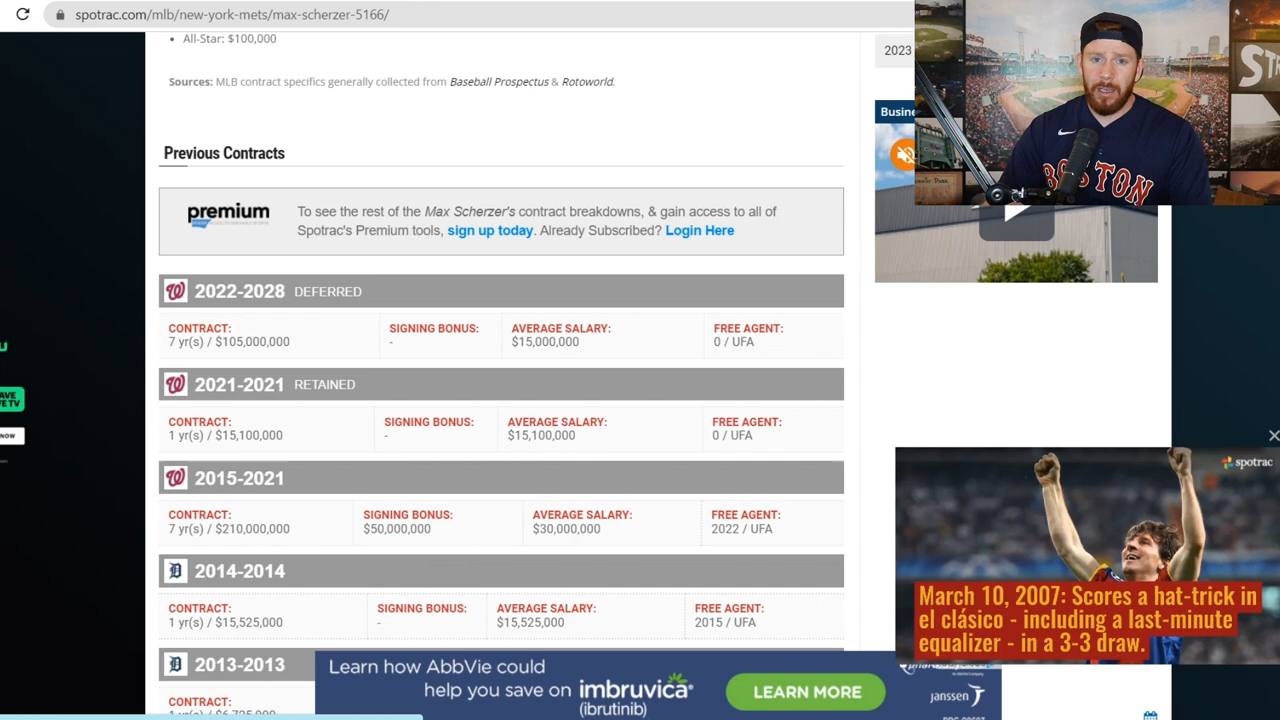 spotrac.com/mlb/new-york-mets/max-scherzer-5166/
All-Star: $100,000
Sources: MLB contract specifics generally collected from Baseball Prospectus & Rotoworld.
2023
Busine
BOSTON
Previous Contracts
premium
To see the rest of the Max Scherzer's contract breakdowns, & gain access to all of
Spotrac's Premium tools, sign up today. Already Subscribed? Login Here
2022-2028 DEFERRED
CONTRACT: SIGNING BONUS: AVERAGE SALARY: FREE AGENT:
7 yr(s) / $105,000,000 - $15,000,000 0 / UFA
2021-2021 RETAINED
CONTRACT: SIGNING BONUS: AVERAGE SALARY: FREE AGENT:
1 yr(s) / $15,100,000 - $15,100,000 0 / UFA
2015-2021
CONTRACT: SIGNING BONUS: AVERAGE SALARY: FREE AGENT:
7 yr(s) / $210,000,000 $50,000,000 $30,000,000 2022 / UFA
2014-2014
CONTRACT: SIGNING BONUS: AVERAGE SALARY: FREE AGENT:
1 yr(s) / $15,525,000 - $15,525,000 2015 / UFA
2013-2013
CONTRACT:
spotrac
March 10, 2007: Scores a hat-trick in
el clásico - including a last-minute
equalizer - in a 3-3 draw.
Learn how AbbVie could
help you save on imbruvica
(ibrutinib)
LEARN MORE
janssen